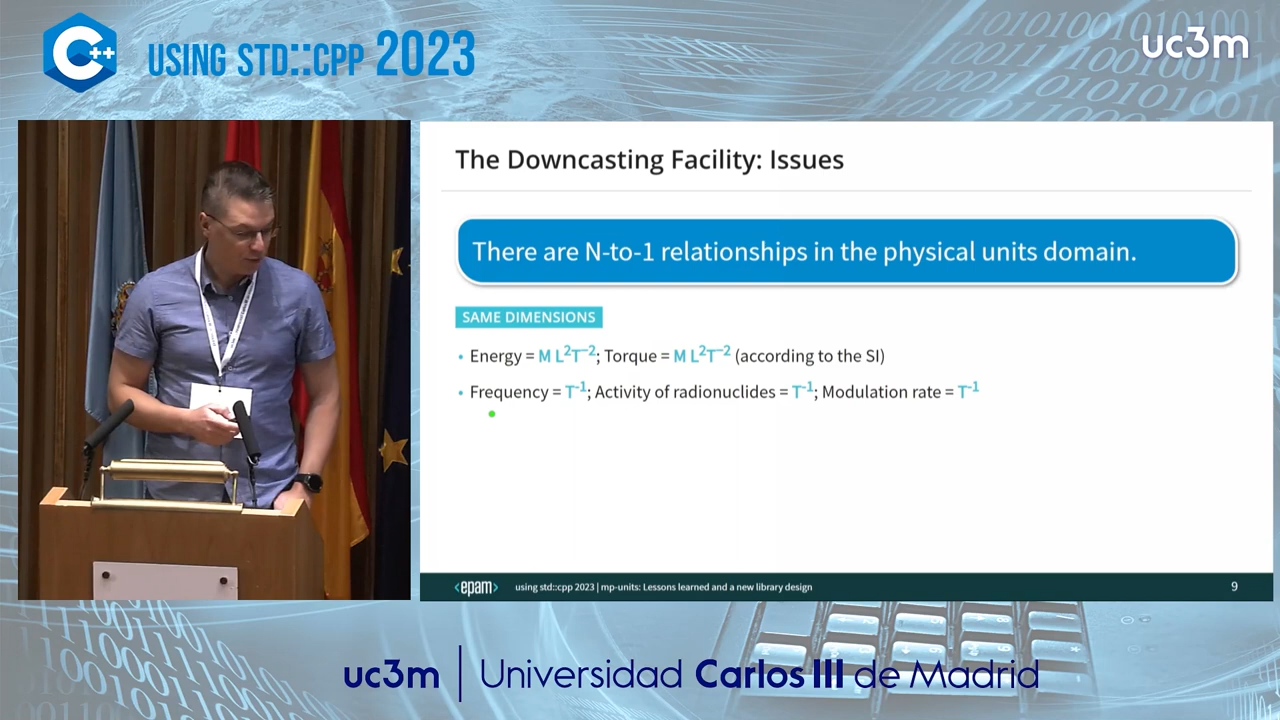 C++
USING STD::CPP 2023
uc3m
The Downcasting Facility: Issues
There are N-to-1 relationships in the physical units domain.
SAME DIMENSIONS
• Energy = M L²T⁻²; Torque = M L²T⁻² (according to the SI)
• Frequency = T⁻¹; Activity of radionuclides = T⁻¹; Modulation rate = T⁻¹
<epam> using std::cpp 2023 | mp-units: Lessons learned and a new library design 9
uc3m | Universidad Carlos III de Madrid